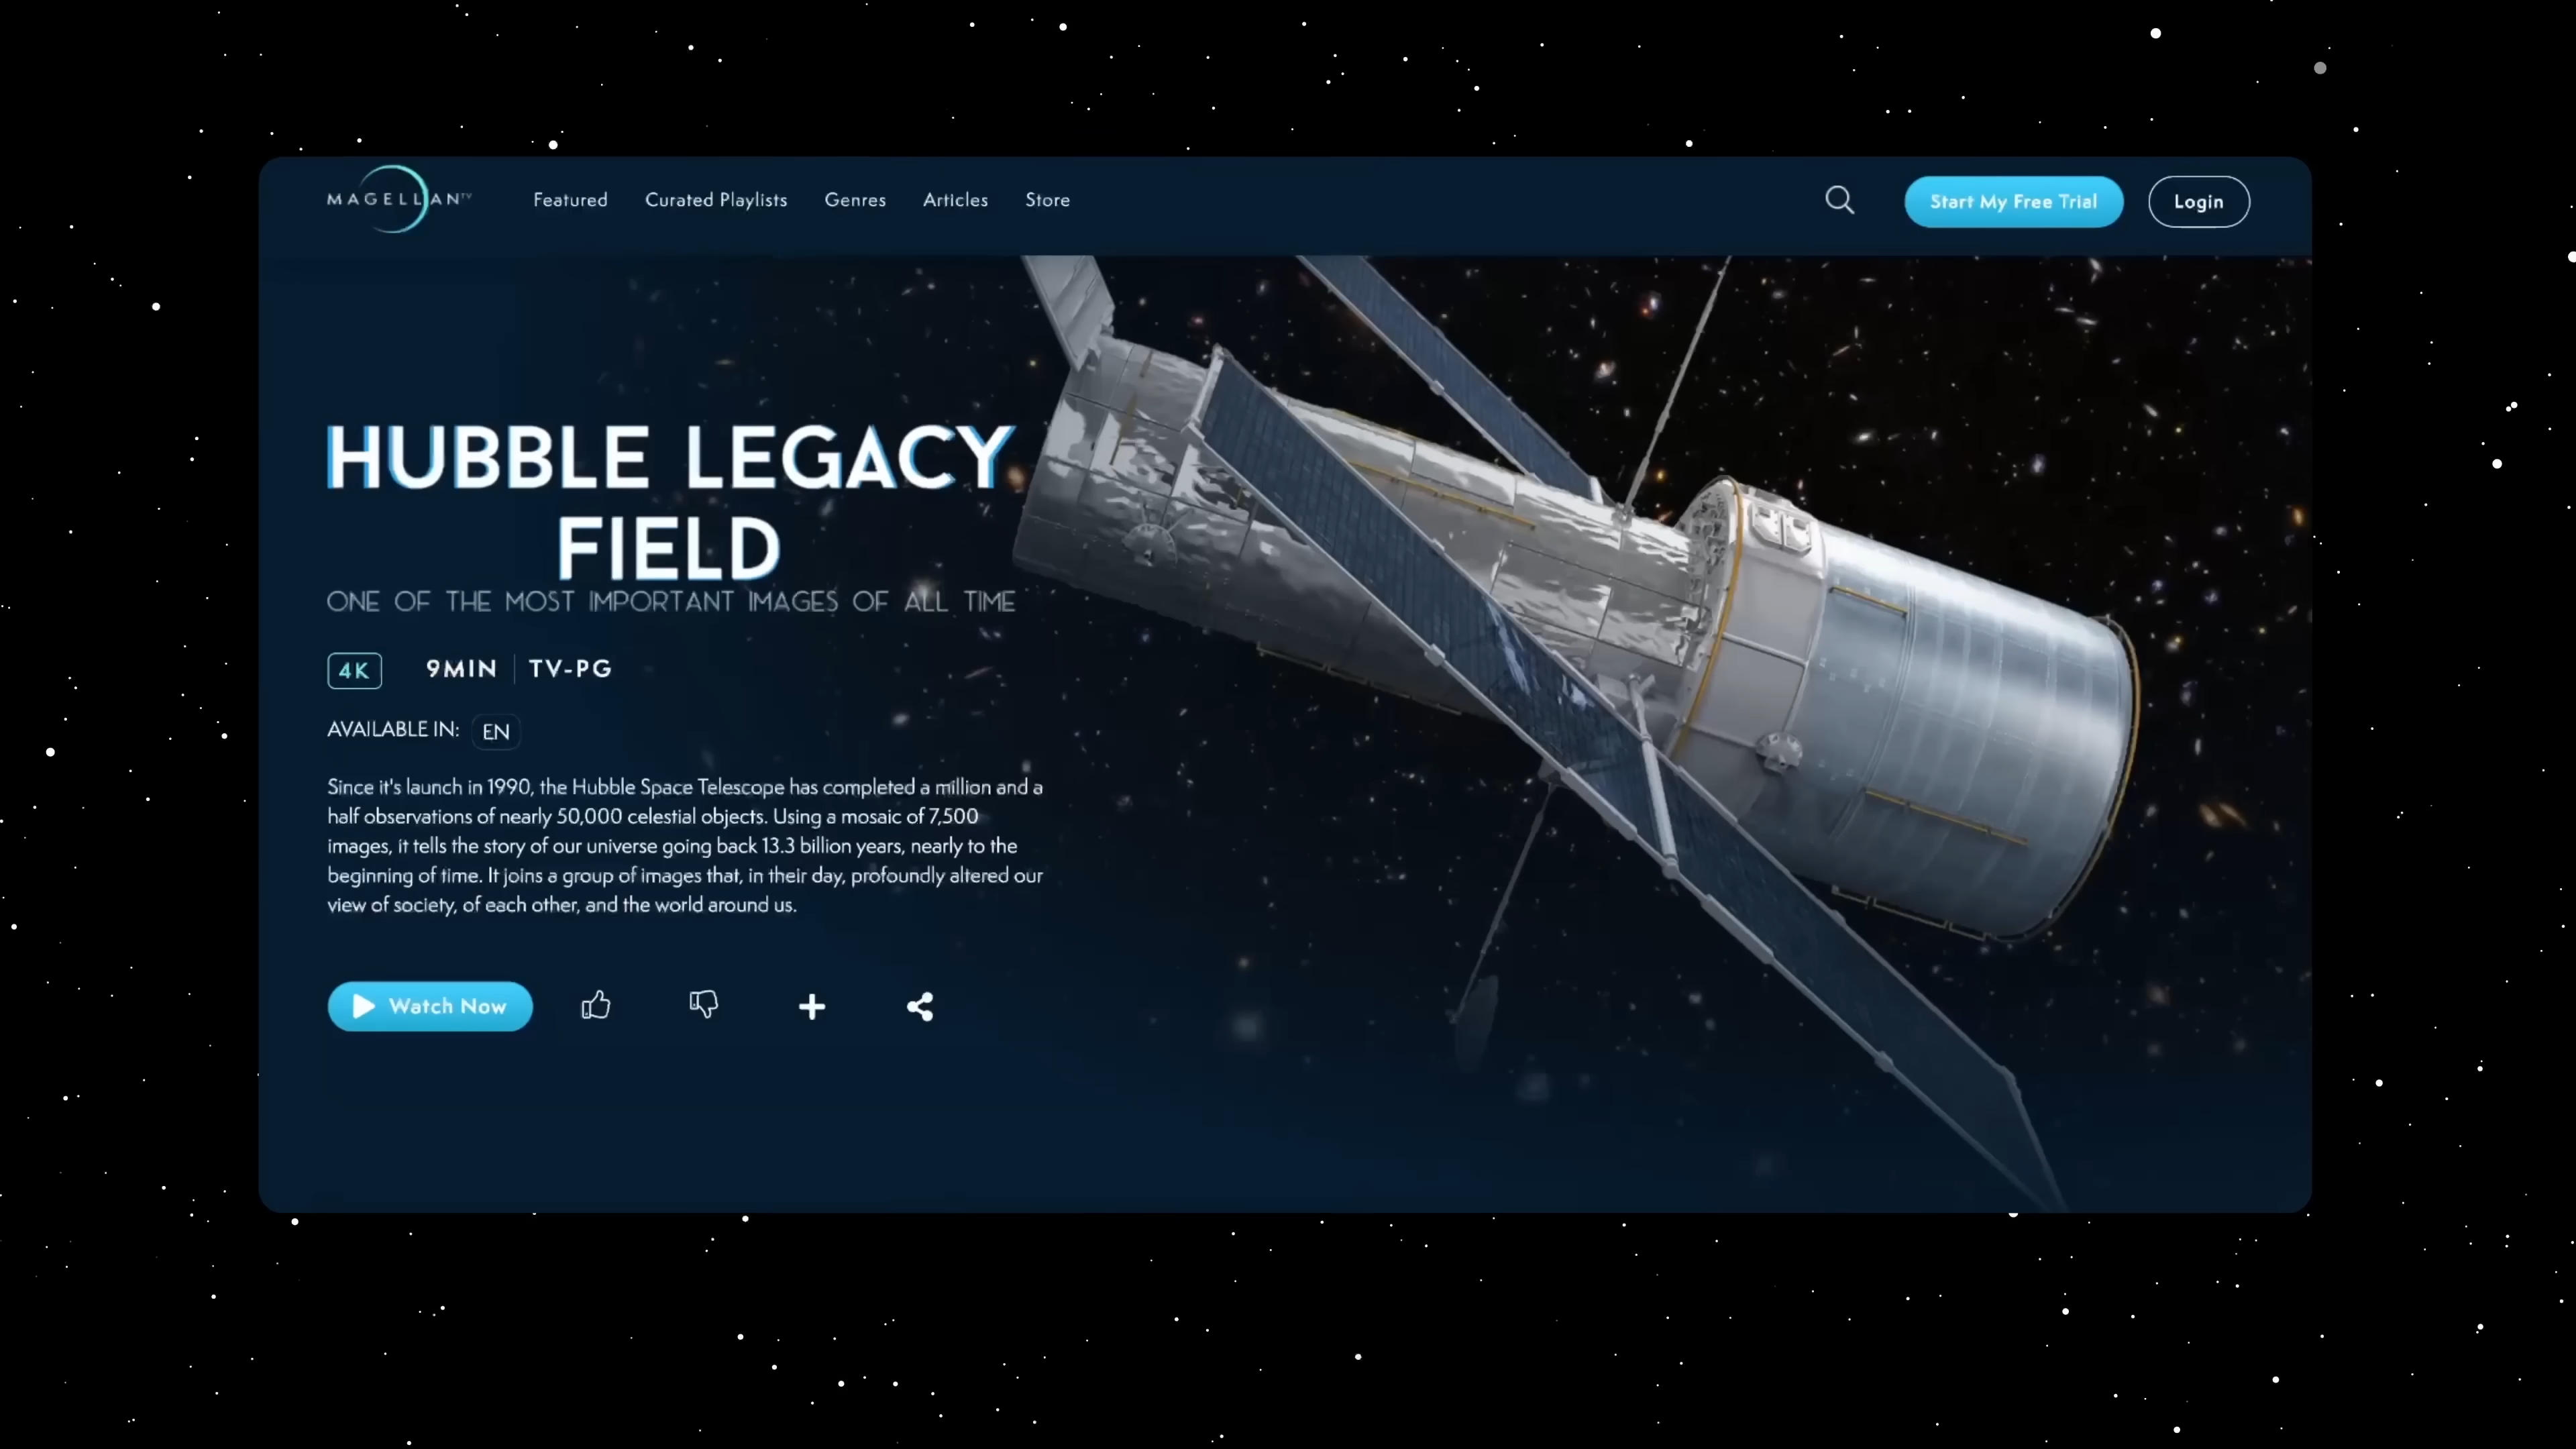 MAGELLANTV
Featured
Curated Playlists
Genres
Articles
Store
Start My Free Trial
Login
HUBBLE LEGACY
FIELD
ONE OF THE MOST IMPORTANT IMAGES OF ALL TIME
4K
9MIN
TV-PG
AVAILABLE IN: EN
Since it's launch in 1990, the Hubble Space Telescope has completed a million and a
half observations of nearly 50,000 celestial objects. Using a mosaic of 7,500
images, it tells the story of our universe going back 13.3 billion years, nearly to the
beginning of time. It joins a group of images that, in their day, profoundly altered our
view of society, of each other, and the world around us.
Watch Now